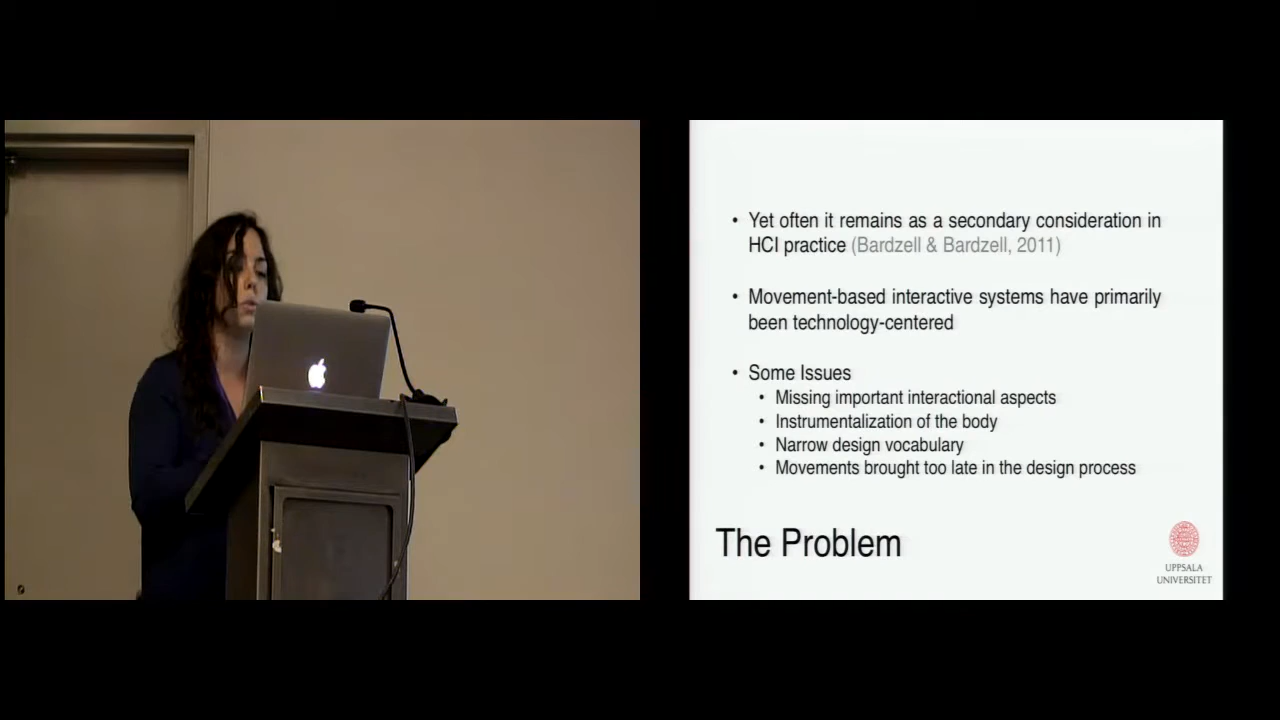 • Yet often it remains as a secondary consideration in
HCI practice (Bardzell & Bardzell, 2011)
• Movement-based interactive systems have primarily
been technology-centered
• Some Issues
• Missing important interactional aspects
• Instrumentalization of the body
• Narrow design vocabulary
• Movements brought too late in the design process
The Problem
UPPSALA
UNIVERSITET